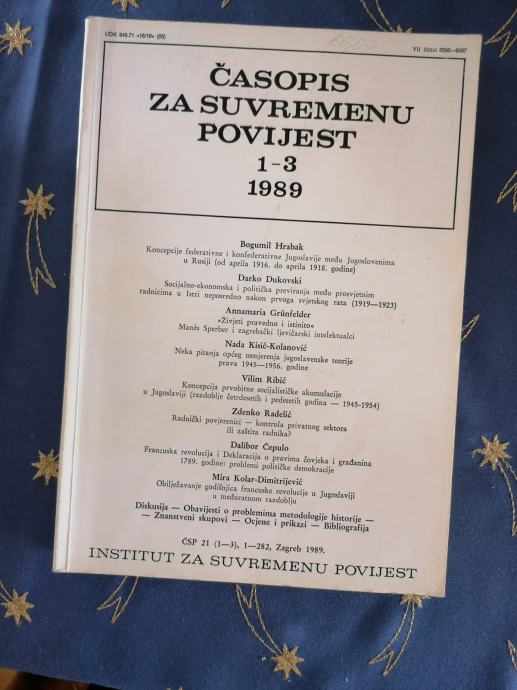 UDK 949.71 »18/19« (05)
YU ISSN 0590—9597
60,00
ČASOPIS
ZA SUVREMENU
POVIJEST
1-3
1989
Bogumil Hrabak
Koncepcije federativne i konfederativne Jugoslavije među Jugoslovenima
u Rusiji (od aprila 1916. do aprila 1918. godine)
Darko Dukovski
Socijalno-ekonomska i politička previranja među prosvjetnim
radnicima u Istri neposredno nakon prvoga svjetskog rata (1919—1923)
Annamaria Grünfelder
»Živjeti pravedno i istinito«
Manès Sperber i zagrebački ljevičarski intelektualci
Nada Kisić-Kolanović
Neka pitanja općeg usmjerenja jugoslavenske teorije
prava 1945—1956. godine
Vilim Ribić
Koncepcija prvobitne socijalističke akumulacije
u Jugoslaviji (razdoblje četrdesetih i pedesetih godina — 1945-1954)
Zdenko Radelić
Radnički povjerenici — kontrola privatnog sektora
ili zaštita radnika?
Dalibor Čepulo
Francuska revolucija i Deklaracija o pravima čovjeka i građanina
1789. godine: problemi političke demokracije
Mira Kolar-Dimitrijević
Obilježavanje godišnjica francuske revolucije u Jugoslaviji
u međuratnom razdoblju
Diskusija — Obavijesti o problemima metodologije historije —
— Znanstveni skupovi — Ocjene i prikazi — Bibliografija
ČSP 21 (1—3), 1—282, Zagreb 1989.
INSTITUT ZA SUVREMENU POVIJEST